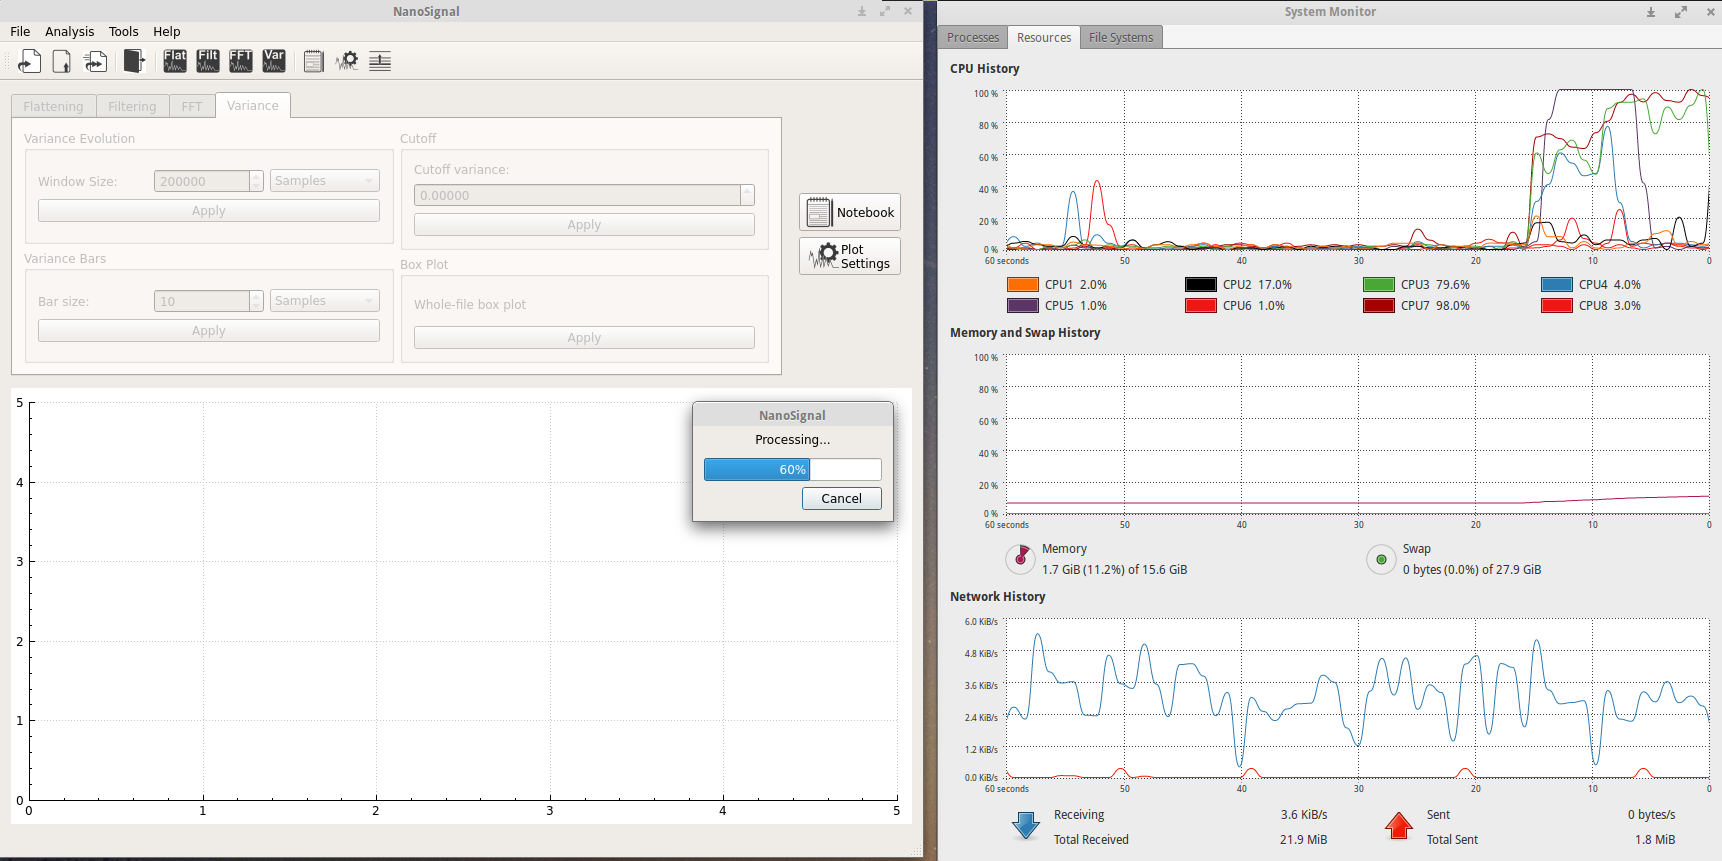 NanoSignal
File Analysis Tools Help
Flat Filt FFT Var
Flattening Filtering FFT Variance
Variance Evolution
Window Size: 200000 Samples
Apply
Variance Bars
Bar size: 10 Samples
Apply
Cutoff
Cutoff variance:
0.00000
Apply
Box Plot
Whole-file box plot
Apply
Notebook
Plot
Settings
5
4
3
2
1
0
0 1 2 3 4 5
NanoSignal
Processing...
60%
Cancel
System Monitor
Processes Resources File Systems
CPU History
100 %
80 %
60 %
40 %
20 %
0 %
60 seconds 50 40 30 20 10 0
CPU1 2.0% CPU2 17.0% CPU3 79.6% CPU4 4.0%
CPU5 1.0% CPU6 1.0% CPU7 98.0% CPU8 3.0%
Memory and Swap History
100 %
80 %
60 %
40 %
20 %
0 %
60 seconds 50 40 30 20 10 0
Memory
1.7 GiB (11.2%) of 15.6 GiB
Swap
0 bytes (0.0%) of 27.9 GiB
Network History
6.0 KiB/s
4.8 KiB/s
3.6 KiB/s
2.4 KiB/s
1.2 KiB/s
0.0 KiB/s
60 seconds 50 40 30 20 10 0
Receiving 3.6 KiB/s
Total Received 21.9 MiB
Sent 0 bytes/s
Total Sent 1.8 MiB